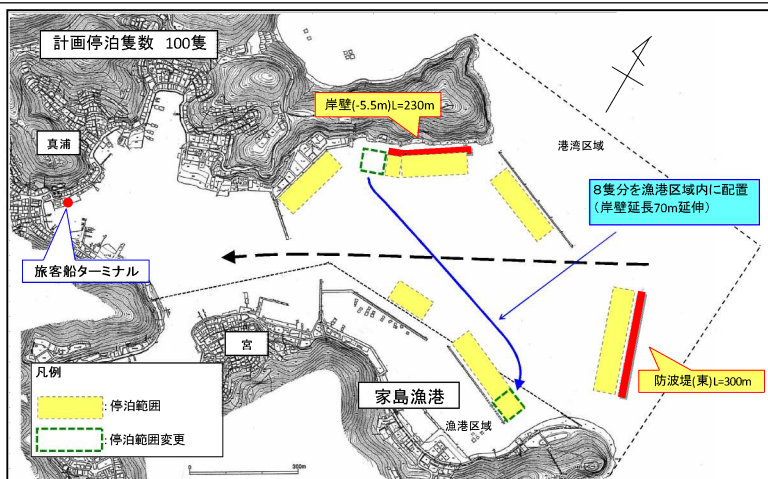 計画停泊隻数 100隻
岸壁(-5.5m)L=230m
港湾区域
真浦
8隻分を漁港区域内に配置
(岸壁延長70m延伸)
旅客船ターミナル
宮
凡例
:停泊範囲
:停泊範囲変更
家島漁港
漁港区域
防波堤(東)L=300m
0
300m